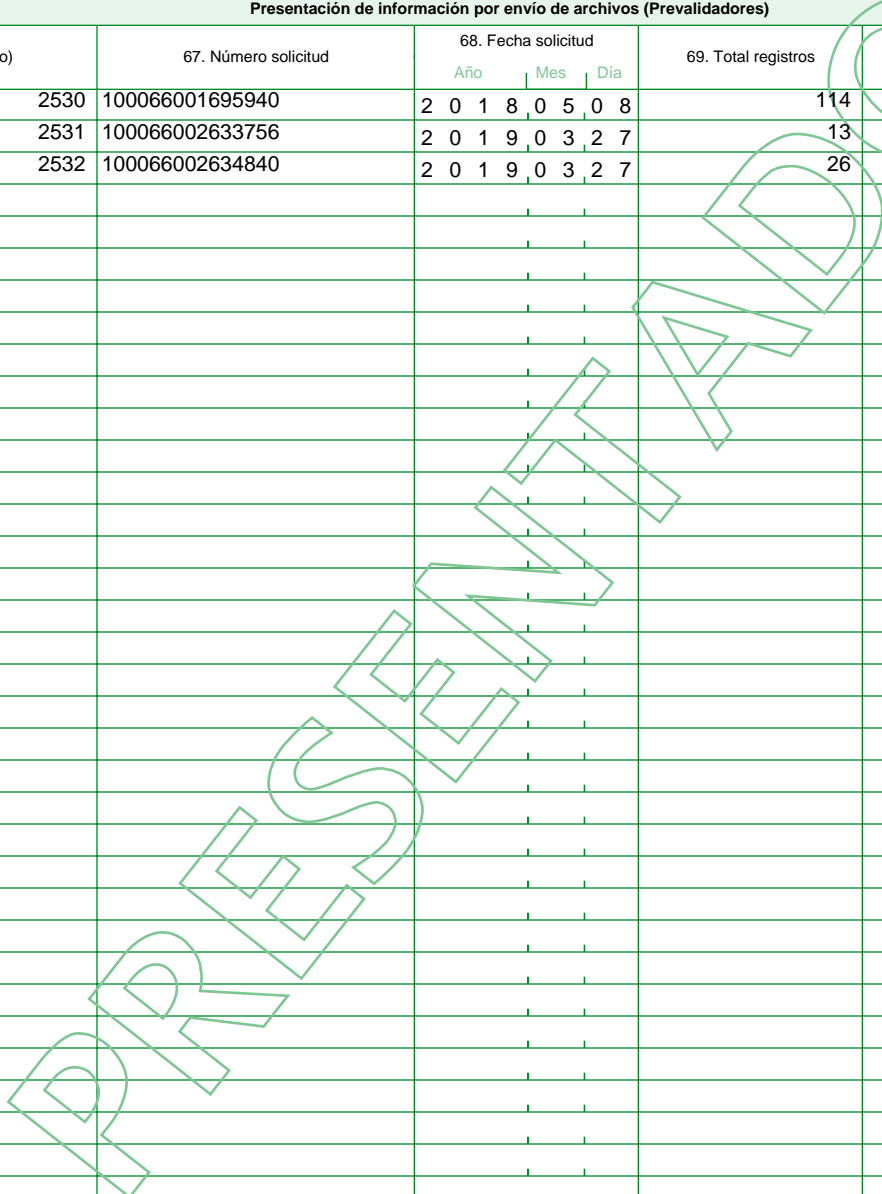 Presentación de información por envío de archivos (Prevalidadores)
o) 67. Número solicitud 68. Fecha solicitud 69. Total registros
Año Mes Día
2530 100066001695940 2 0 1 8 0 5 0 8 114
2531 100066002633756 2 0 1 9 0 3 2 7 13
2532 100066002634840 2 0 1 9 0 3 2 7 26
PRESENTADO